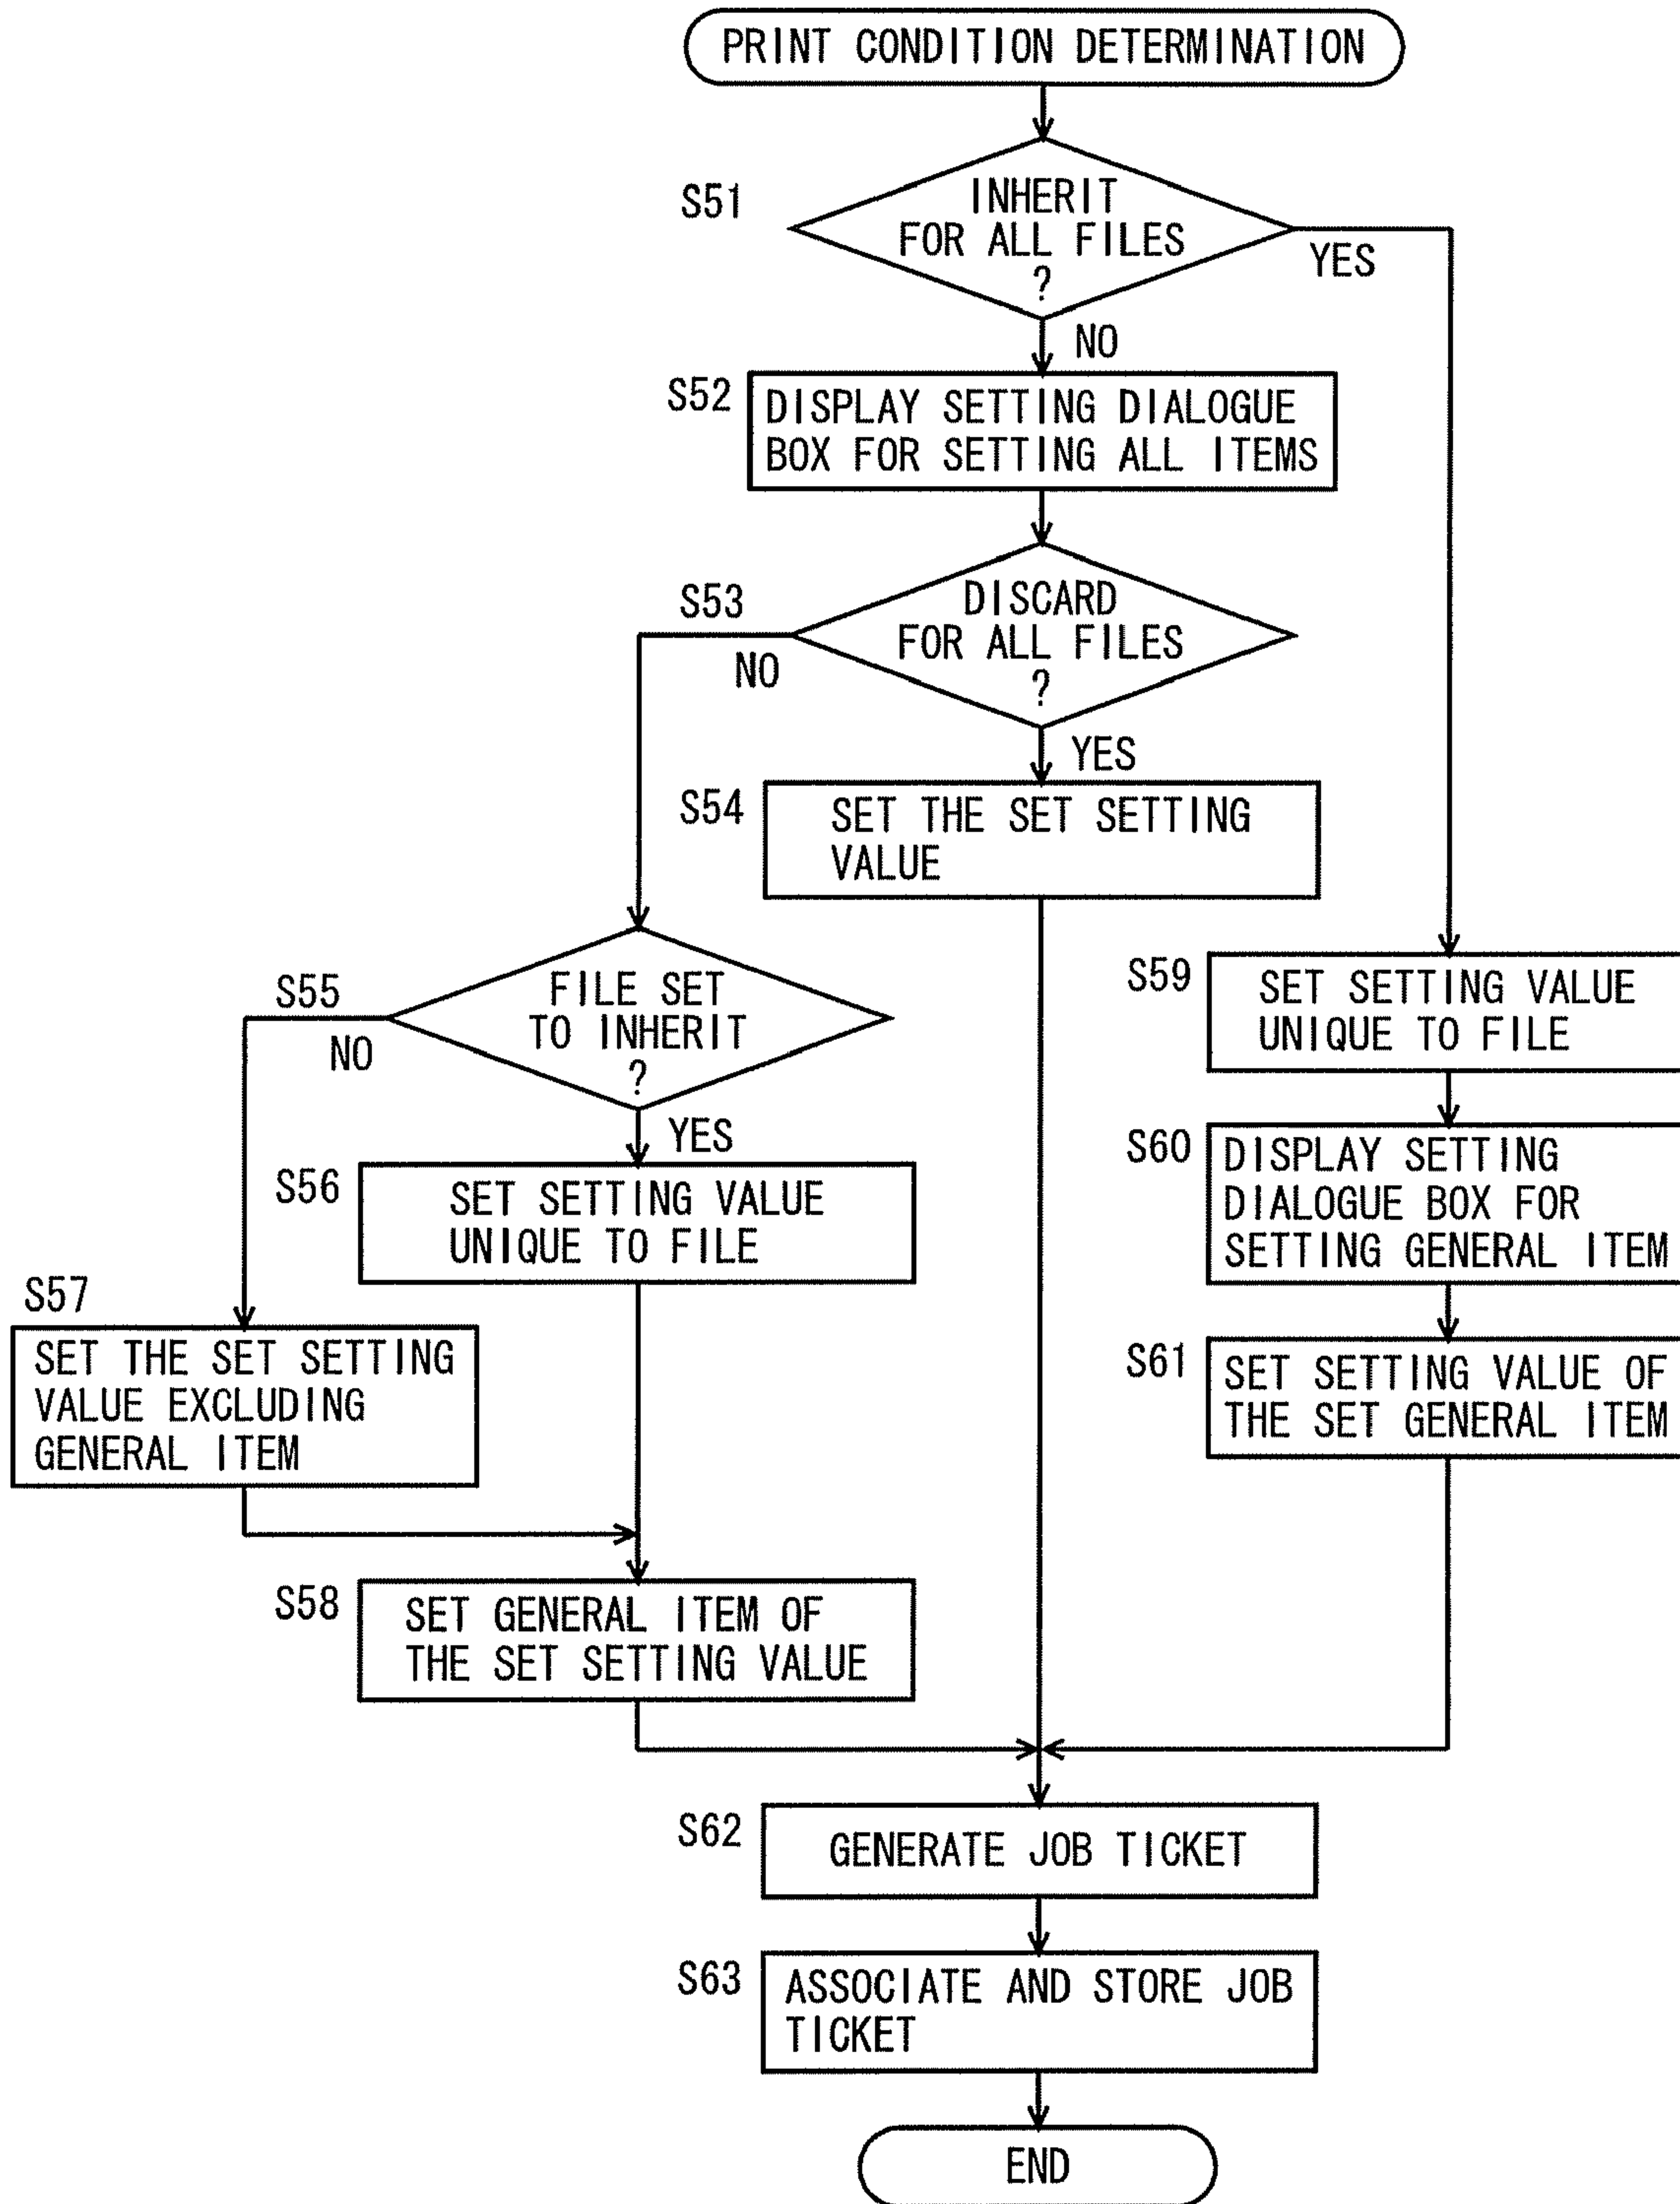 PRINT CONDITION DETERMINATION
S51
INHERIT
FOR ALL FILES
?
YES
NO
S52
DISPLAY SETTING DIALOGUE
BOX FOR SETTING ALL ITEMS
S53
DISCARD
FOR ALL FILES
?
NO
YES
S54
SET THE SET SETTING
VALUE
S55
FILE SET
TO INHERIT
?
NO
YES
S56
SET SETTING VALUE
UNIQUE TO FILE
S57
SET THE SET SETTING
VALUE EXCLUDING
GENERAL ITEM
S58
SET GENERAL ITEM OF
THE SET SETTING VALUE
S59
SET SETTING VALUE
UNIQUE TO FILE
S60
DISPLAY SETTING
DIALOGUE BOX FOR
SETTING GENERAL ITEM
S61
SET SETTING VALUE OF
THE SET GENERAL ITEM
S62
GENERATE JOB TICKET
S63
ASSOCIATE AND STORE JOB
TICKET
END